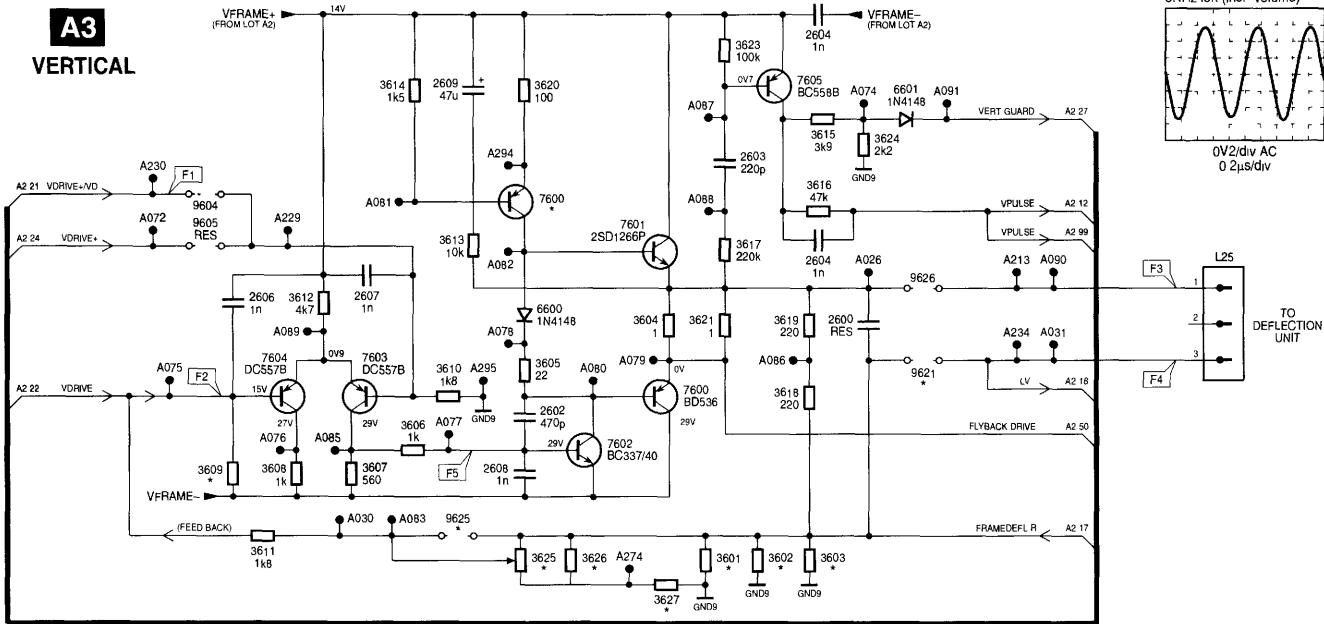 A3
VERTICAL
VFRAME+
(FROM LOT A2)
14V
2604
1n
VFRAME–
(FROM LOT A2)
0V2/div AC
0 2µs/div
3614
1k5
2609
47u
+
3620
100
3623
100k
0V7
7605
BC558B
A087
A074
6601
1N4148
A091
VERT GUARD
A2 27
3615
3k9
3624
2k2
GND9
2603
220p
A294
A230
F1
A2 21
VDRIVE+/VD
9604
A081
7600
*
A088
3616
47k
VPULSE
A2 12
A072
9605
RES
A229
A2 24
VDRIVE+
7601
2SD1266P
3613
10k
A082
3617
220k
2604
1n
VPULSE
A2 99
A026
9626
A213
A090
F3
L25
1
2
3
TO
DEFLECTION
UNIT
2606
1n
3612
4k7
2607
1n
A089
6600
1N4148
A078
3604
1
3621
1
3619
220
2600
RES
A234
A031
0V9
7604
DC557B
7603
DC557B
3610
1k8
A295
GND9
3605
22
A080
A079
0V
A086
9621
*
F4
LV
A2 18
A075
F2
A2 22
VDRIVE
15V
27V
29V
7600
BD536
29V
3618
220
2602
470p
FLYBACK DRIVE
A2 50
A076
A085
3606
1k
A077
F5
29V
7602
BC337/40
3609
*
3608
1k
3607
560
2608
1n
VFRAME–
(FEED BACK)
A030
A083
9625
*
FRAMEDEFL R
A2 17
3611
1k8
3625
*
3626
*
A274
3627
*
3601
*
GND9
3602
*
GND9
3603
*
GND9